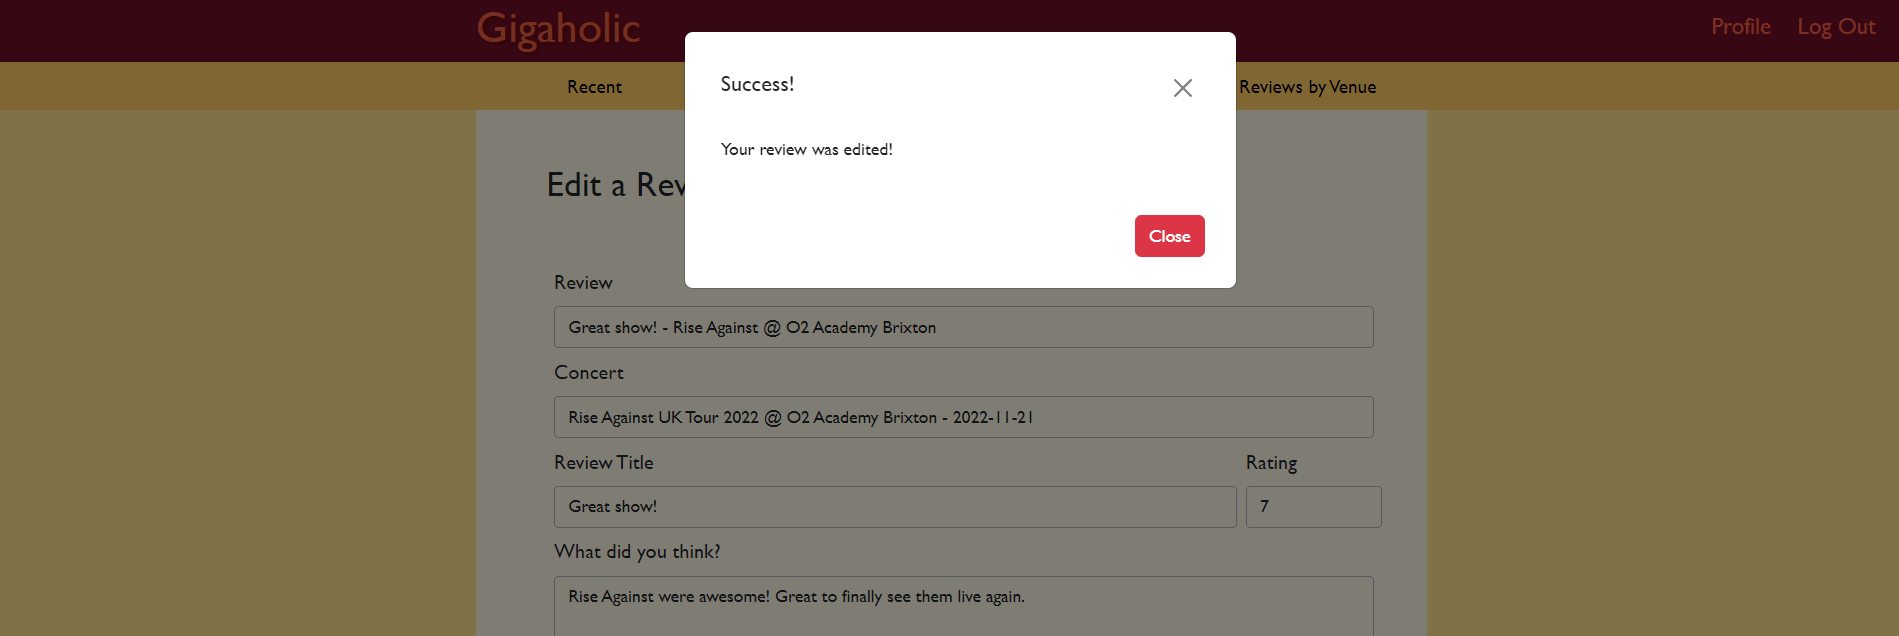 Gigaholic
Profile
Log Out
Recent
Reviews by Venue
Success!
Your review was edited!
Close
Edit a Rev
Review
Great show! - Rise Against @ O2 Academy Brixton
Concert
Rise Against UK Tour 2022 @ O2 Academy Brixton - 2022-11-21
Review Title
Rating
Great show!
7
What did you think?
Rise Against were awesome! Great to finally see them live again.